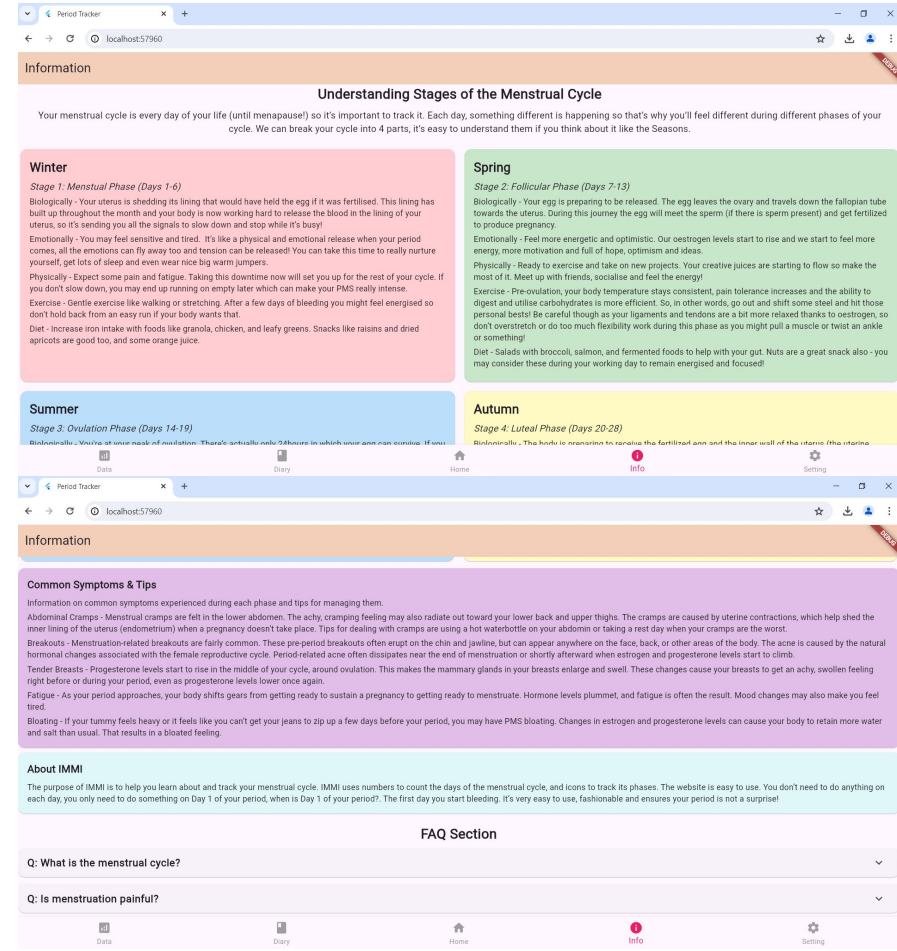 Period Tracker
localhost:57960
Information
DEBUG
Understanding Stages of the Menstrual Cycle
Your menstrual cycle is every day of your life (until menapause!) so it's important to track it. Each day, something different is happening so that's why you'll feel different during different phases of your
cycle. We can break your cycle into 4 parts, it's easy to understand them if you think about it like the Seasons.
Winter
Stage 1: Menstual Phase (Days 1-6)
Biologically - Your uterus is shedding its lining that would have held the egg if it was fertilised. This lining has
built up throughout the month and your body is now working hard to release the blood in the lining of your
uterus, so it's sending you all the signals to slow down and stop while it's busy!
Emotionally - You may feel sensitive and tired. It's like a physical and emotional release when your period
comes, all the emotions can fly away too and tension can be released! You can take this time to really nurture
yourself, get lots of sleep and even wear nice big warm jumpers.
Physically - Expect some pain and fatigue. Taking this downtime now will set you up for the rest of your cycle. If
you don't slow down, you may end up running on empty later which can make your PMS really intense.
Exercise - Gentle exercise like walking or stretching. After a few days of bleeding you might feel energised so
don't hold back from an easy run if your body wants that.
Diet - Increase iron intake with foods like granola, chicken, and leafy greens. Snacks like raisins and dried
apricots are good too, and some orange juice.
Spring
Stage 2: Follicular Phase (Days 7-13)
Biologically - Your egg is preparing to be released. The egg leaves the ovary and travels down the fallopian tube
towards the uterus. During this journey the egg will meet the sperm (if there is sperm present) and get fertilized
to produce pregnancy.
Emotionally - Feel more energetic and optimistic. Our oestrogen levels start to rise and we start to feel more
energy, more motivation and full of hope, optimism and ideas.
Physically - Ready to exercise and take on new projects. Your creative juices are starting to flow so make the
most of it. Meet up with friends, socialise and feel the energy!
Exercise - Pre-ovulation, your body temperature stays consistent, pain tolerance increases and the ability to
digest and utilise carbohydrates is more efficient. So, in other words, go out and shift some steel and hit those
personal bests! Be careful though as your ligaments and tendons are a bit more relaxed thanks to oestrogen, so
don't overstretch or do too much flexibility work during this phase as you might pull a muscle or twist an ankle
or something!
Diet - Salads with broccoli, salmon, and fermented foods to help with your gut. Nuts are a great snack also - you
may consider these during your working day to remain energised and focused!
Summer
Stage 3: Ovulation Phase (Days 14-19)
Biologically - You're at your peak of ovulation. There's actually only 24hours in which your egg can survive. If you
Autumn
Stage 4: Luteal Phase (Days 20-28)
Biologically - The body is preparing to receive the fertilized egg and the inner wall of the uterus (the uterine
Data
Diary
Home
Info
Setting
Period Tracker
localhost:57960
Information
DEBUG
Common Symptoms & Tips
Information on common symptoms experienced during each phase and tips for managing them.
Abdominal Cramps - Menstrual cramps are felt in the lower abdomen. The achy, cramping feeling may also radiate out toward your lower back and upper thighs. The cramps are caused by uterine contractions, which help shed the
inner lining of the uterus (endometrium) when a pregnancy doesn't take place. Tips for dealing with cramps are using a hot waterbottle on your abdomin or taking a rest day when your cramps are the worst.
Breakouts - Menstruation-related breakouts are fairly common. These pre-period breakouts often erupt on the chin and jawline, but can appear anywhere on the face, back, or other areas of the body. The acne is caused by the natural
hormonal changes associated with the female reproductive cycle. Period-related acne often dissipates near the end of menstruation or shortly afterward when estrogen and progesterone levels start to climb.
Tender Breasts - Progesterone levels start to rise in the middle of your cycle, around ovulation. This makes the mammary glands in your breasts enlarge and swell. These changes cause your breasts to get an achy, swollen feeling
right before or during your period, even as progesterone levels lower once again.
Fatigue - As your period approaches, your body shifts gears from getting ready to sustain a pregnancy to getting ready to menstruate. Hormone levels plummet, and fatigue is often the result. Mood changes may also make you feel
tired.
Bloating - If your tummy feels heavy or it feels like you can't get your jeans to zip up a few days before your period, you may have PMS bloating. Changes in estrogen and progesterone levels can cause your body to retain more water
and salt than usual. That results in a bloated feeling.
About IMMI
The purpose of IMMI is to help you learn about and track your menstrual cycle. IMMI uses numbers to count the days of the menstrual cycle, and icons to track its phases. The website is easy to use. You don't need to do anything on
each day, you only need to do something on Day 1 of your period, when is Day 1 of your period?. The first day you start bleeding. It's very easy to use, fashionable and ensures your period is not a surprise!
FAQ Section
Q: What is the menstrual cycle?
Q: Is menstruation painful?
Data
Diary
Home
Info
Setting